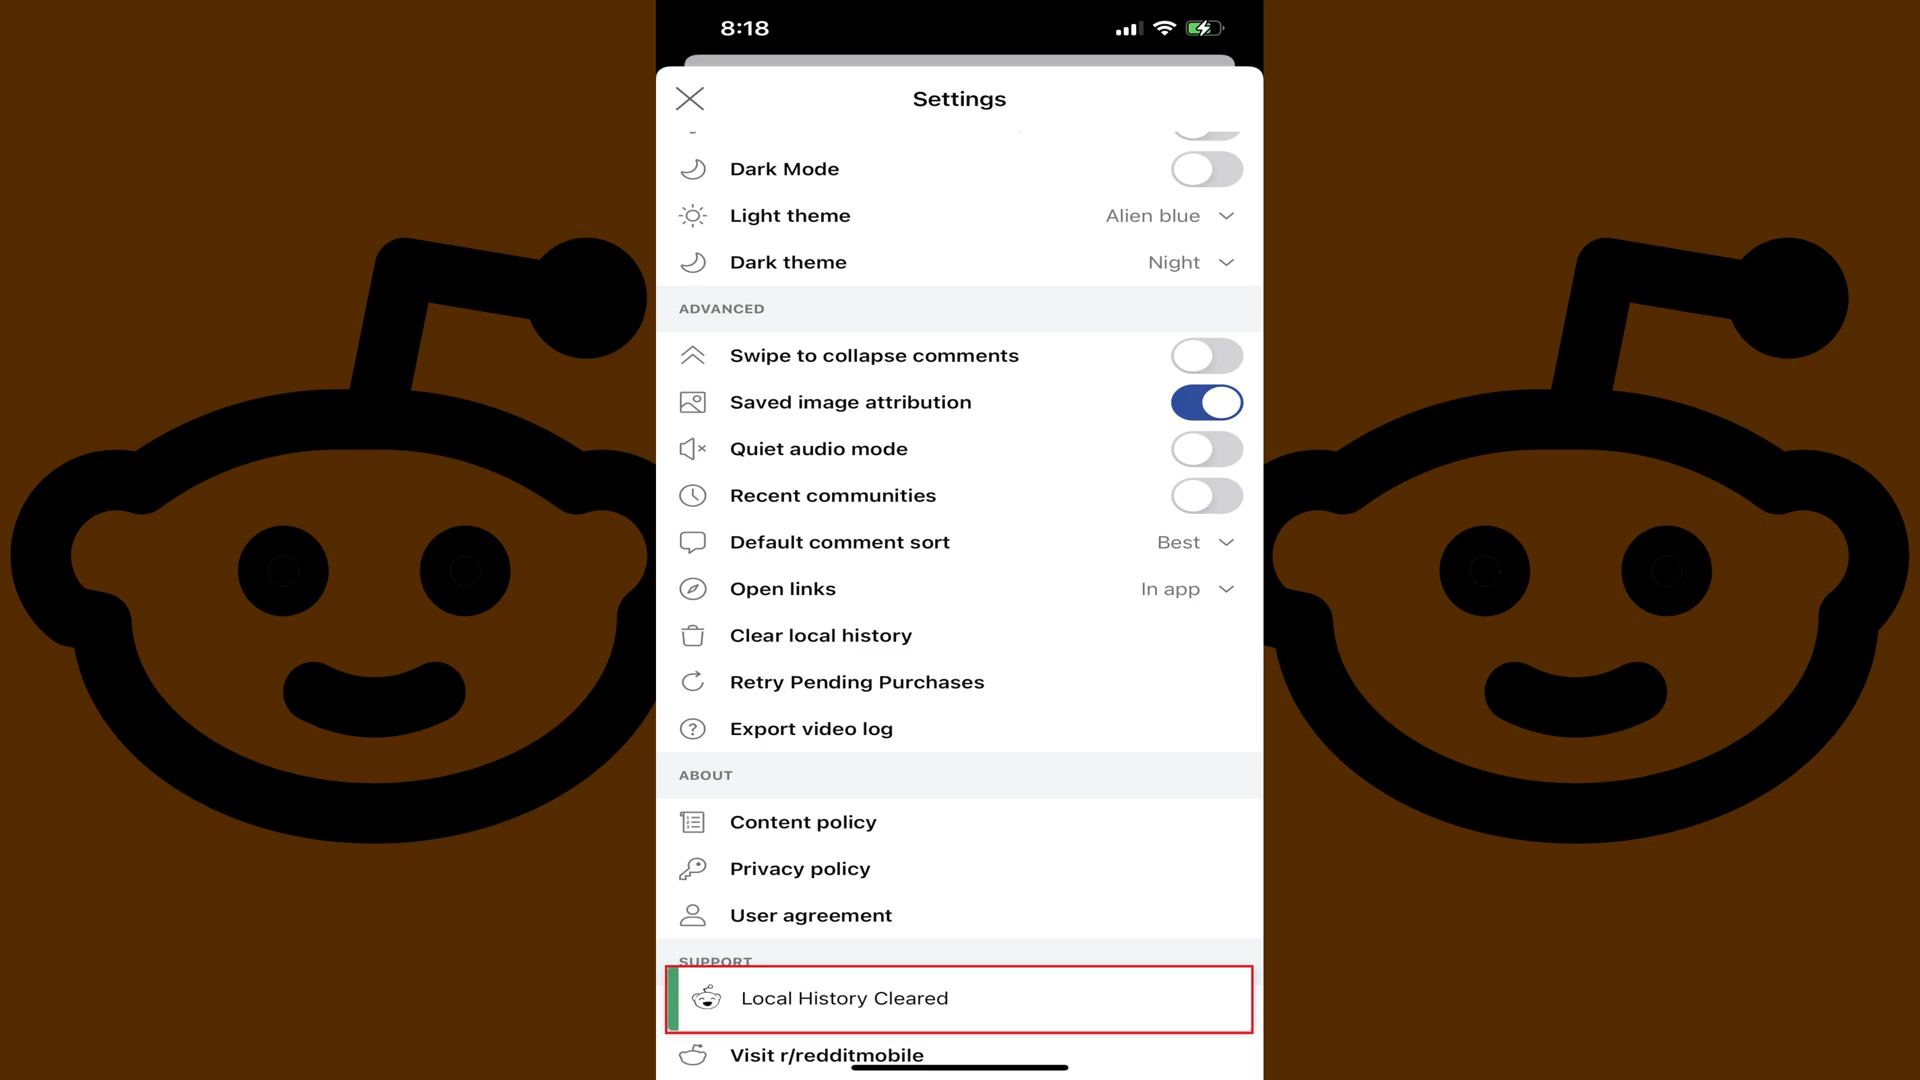 8:18
Settings
Dark Mode
Light theme Alien blue
Dark theme Night
ADVANCED
Swipe to collapse comments
Saved image attribution
Quiet audio mode
Recent communities
Default comment sort Best
Open links In app
Clear local history
Retry Pending Purchases
Export video log
ABOUT
Content policy
Privacy policy
User agreement
SUPPORT
Local History Cleared
Visit r/redditmobile